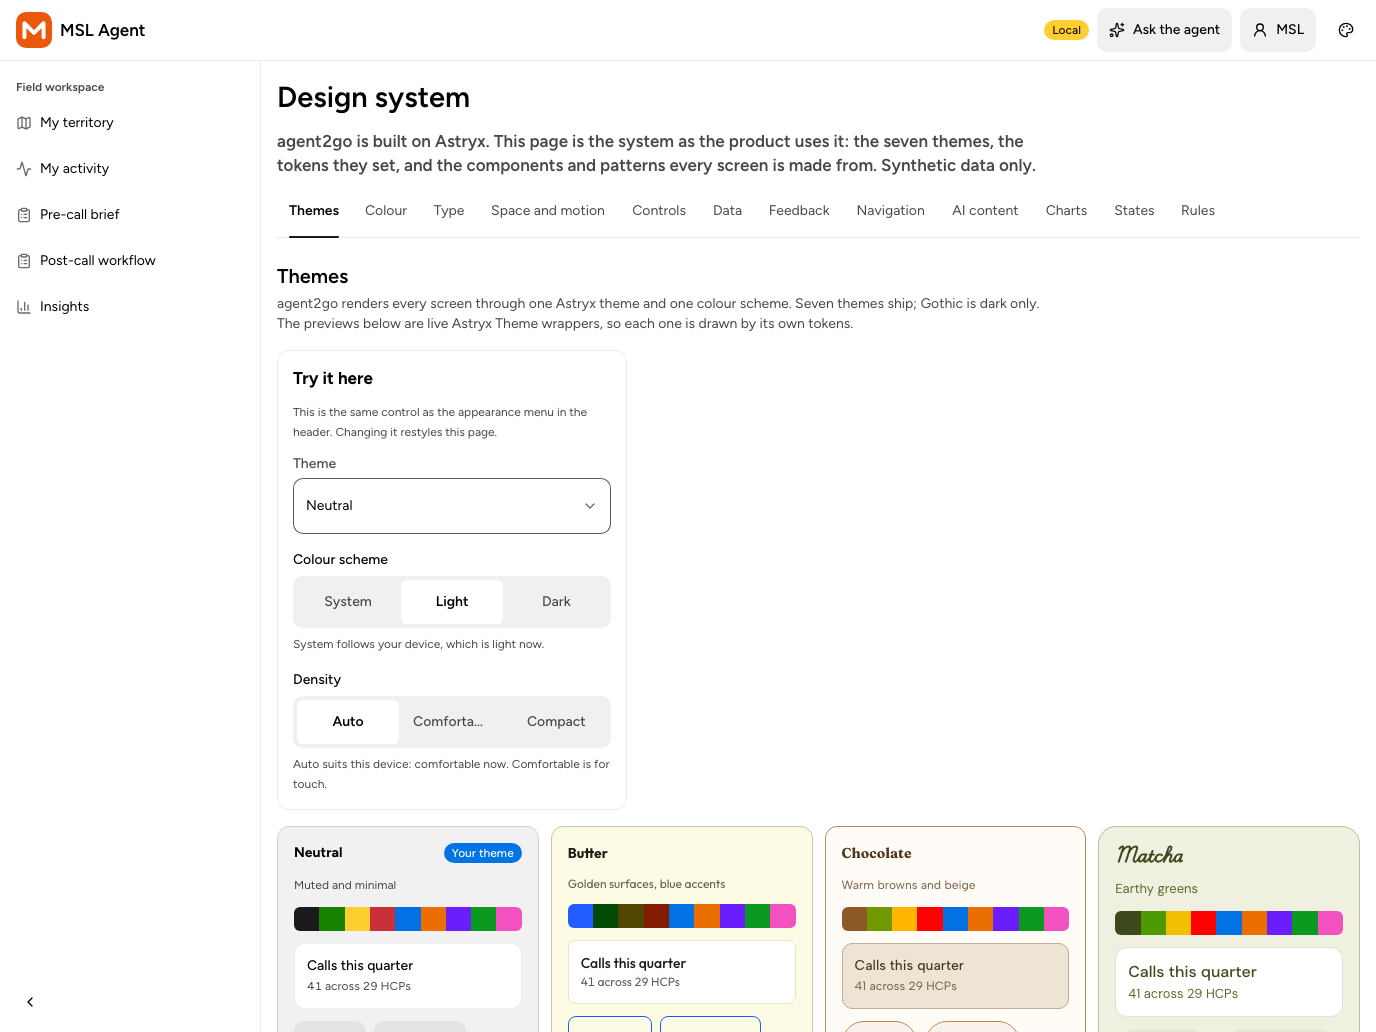 MSL Agent
Local
Ask the agent
MSL
Field workspace
My territory
My activity
Pre-call brief
Post-call workflow
Insights
Design system
agent2go is built on Astryx. This page is the system as the product uses it: the seven themes, the
tokens they set, and the components and patterns every screen is made from. Synthetic data only.
Themes Colour Type Space and motion Controls Data Feedback Navigation AI content Charts States Rules
Themes
agent2go renders every screen through one Astryx theme and one colour scheme. Seven themes ship; Gothic is dark only.
The previews below are live Astryx Theme wrappers, so each one is drawn by its own tokens.
Try it here
This is the same control as the appearance menu in the
header. Changing it restyles this page.
Theme
Neutral
Colour scheme
System Light Dark
System follows your device, which is light now.
Density
Auto Comforta... Compact
Auto suits this device: comfortable now. Comfortable is for
touch.
Neutral
Your theme
Muted and minimal
Calls this quarter
41 across 29 HCPs
Butter
Golden surfaces, blue accents
Calls this quarter
41 across 29 HCPs
Chocolate
Warm browns and beige
Calls this quarter
41 across 29 HCPs
Matcha
Earthy greens
Calls this quarter
41 across 29 HCPs